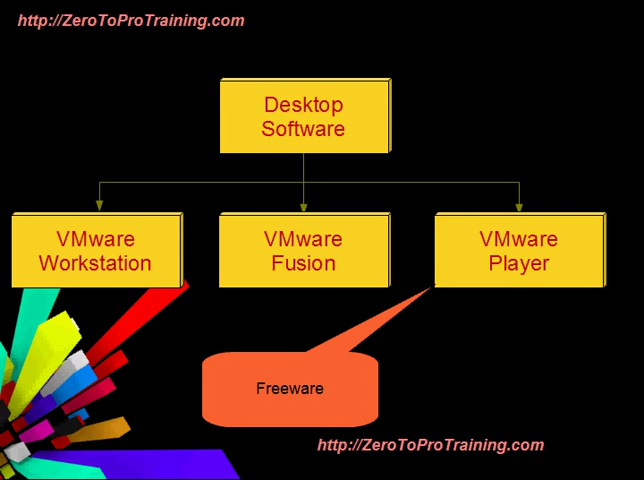 http://ZeroToProTraining.com
Desktop
Software
VMware
Workstation
VMware
Fusion
VMware
Player
Freeware
http://ZeroToProTraining.com